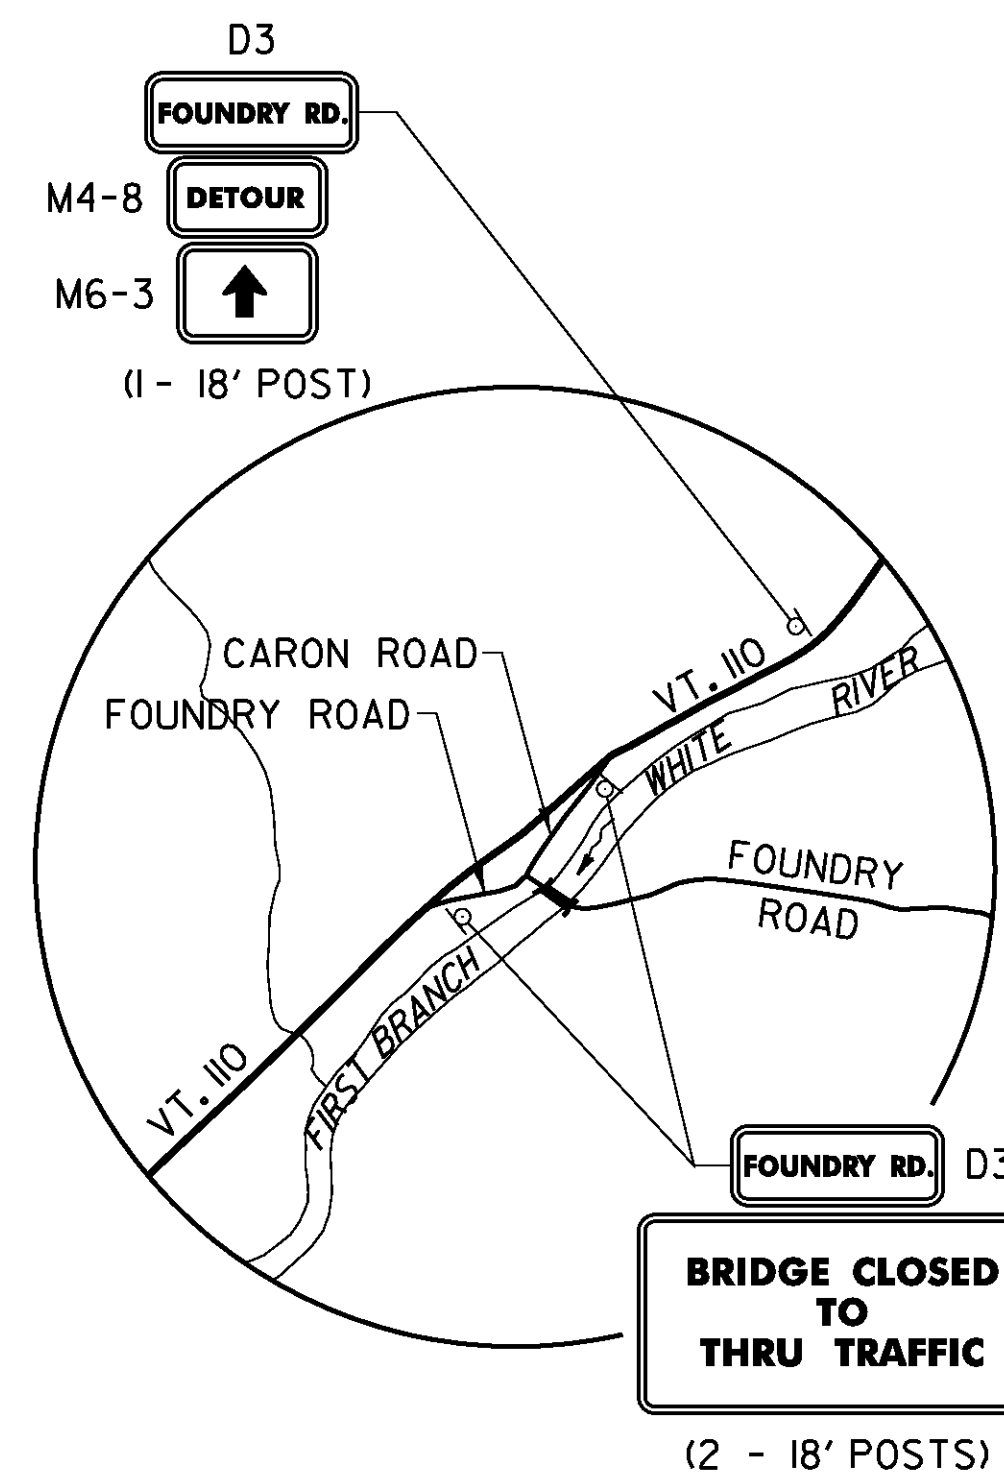 D3
FOUNDRY RD.
M4-8
DETOUR
M6-3
(1 - 18' POST)
CARON ROAD
FOUNDRY ROAD
VT. 110
WHITE RIVER
FOUNDRY
ROAD
FIRST BRANCH
VT. 110
FOUNDRY RD.
D3
BRIDGE CLOSED
TO
THRU TRAFFIC
(2 - 18' POSTS)